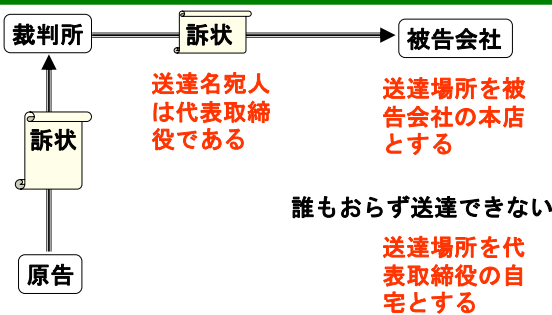 裁判所
訴状
被告会社
送達名宛人
は代表取締
役である
送達場所を被
告会社の本店
とする
訴状
誰もおらず送達できない
送達場所を代
表取締役の自
宅とする
原告